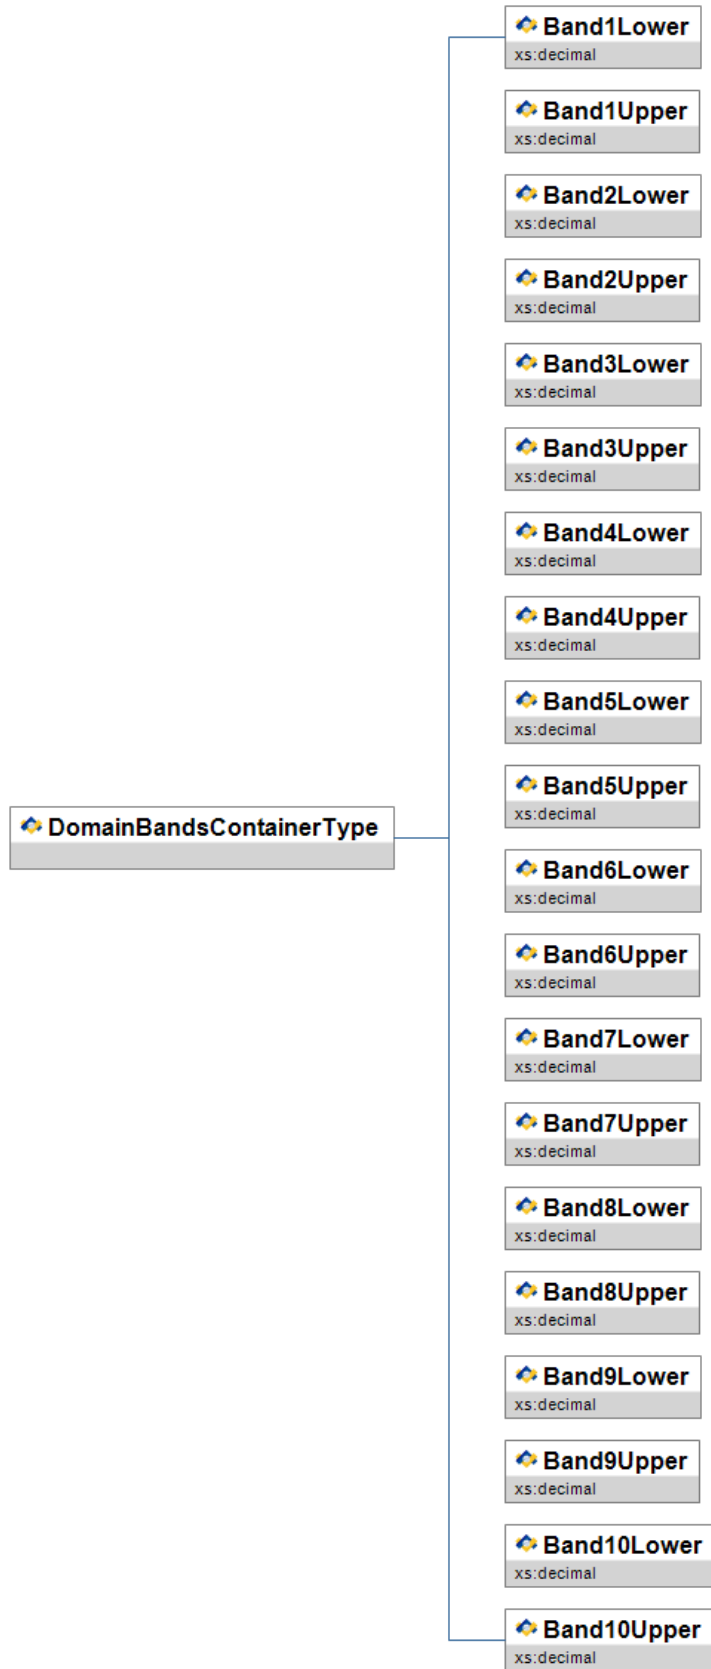 Band1Lower
xs:decimal
Band1Upper
xs:decimal
Band2Lower
xs:decimal
Band2Upper
xs:decimal
Band3Lower
xs:decimal
Band3Upper
xs:decimal
Band4Lower
xs:decimal
Band4Upper
xs:decimal
Band5Lower
xs:decimal
Band5Upper
xs:decimal
DomainBandsContainerType
Band6Lower
xs:decimal
Band6Upper
xs:decimal
Band7Lower
xs:decimal
Band7Upper
xs:decimal
Band8Lower
xs:decimal
Band8Upper
xs:decimal
Band9Lower
xs:decimal
Band9Upper
xs:decimal
Band10Lower
xs:decimal
Band10Upper
xs:decimal